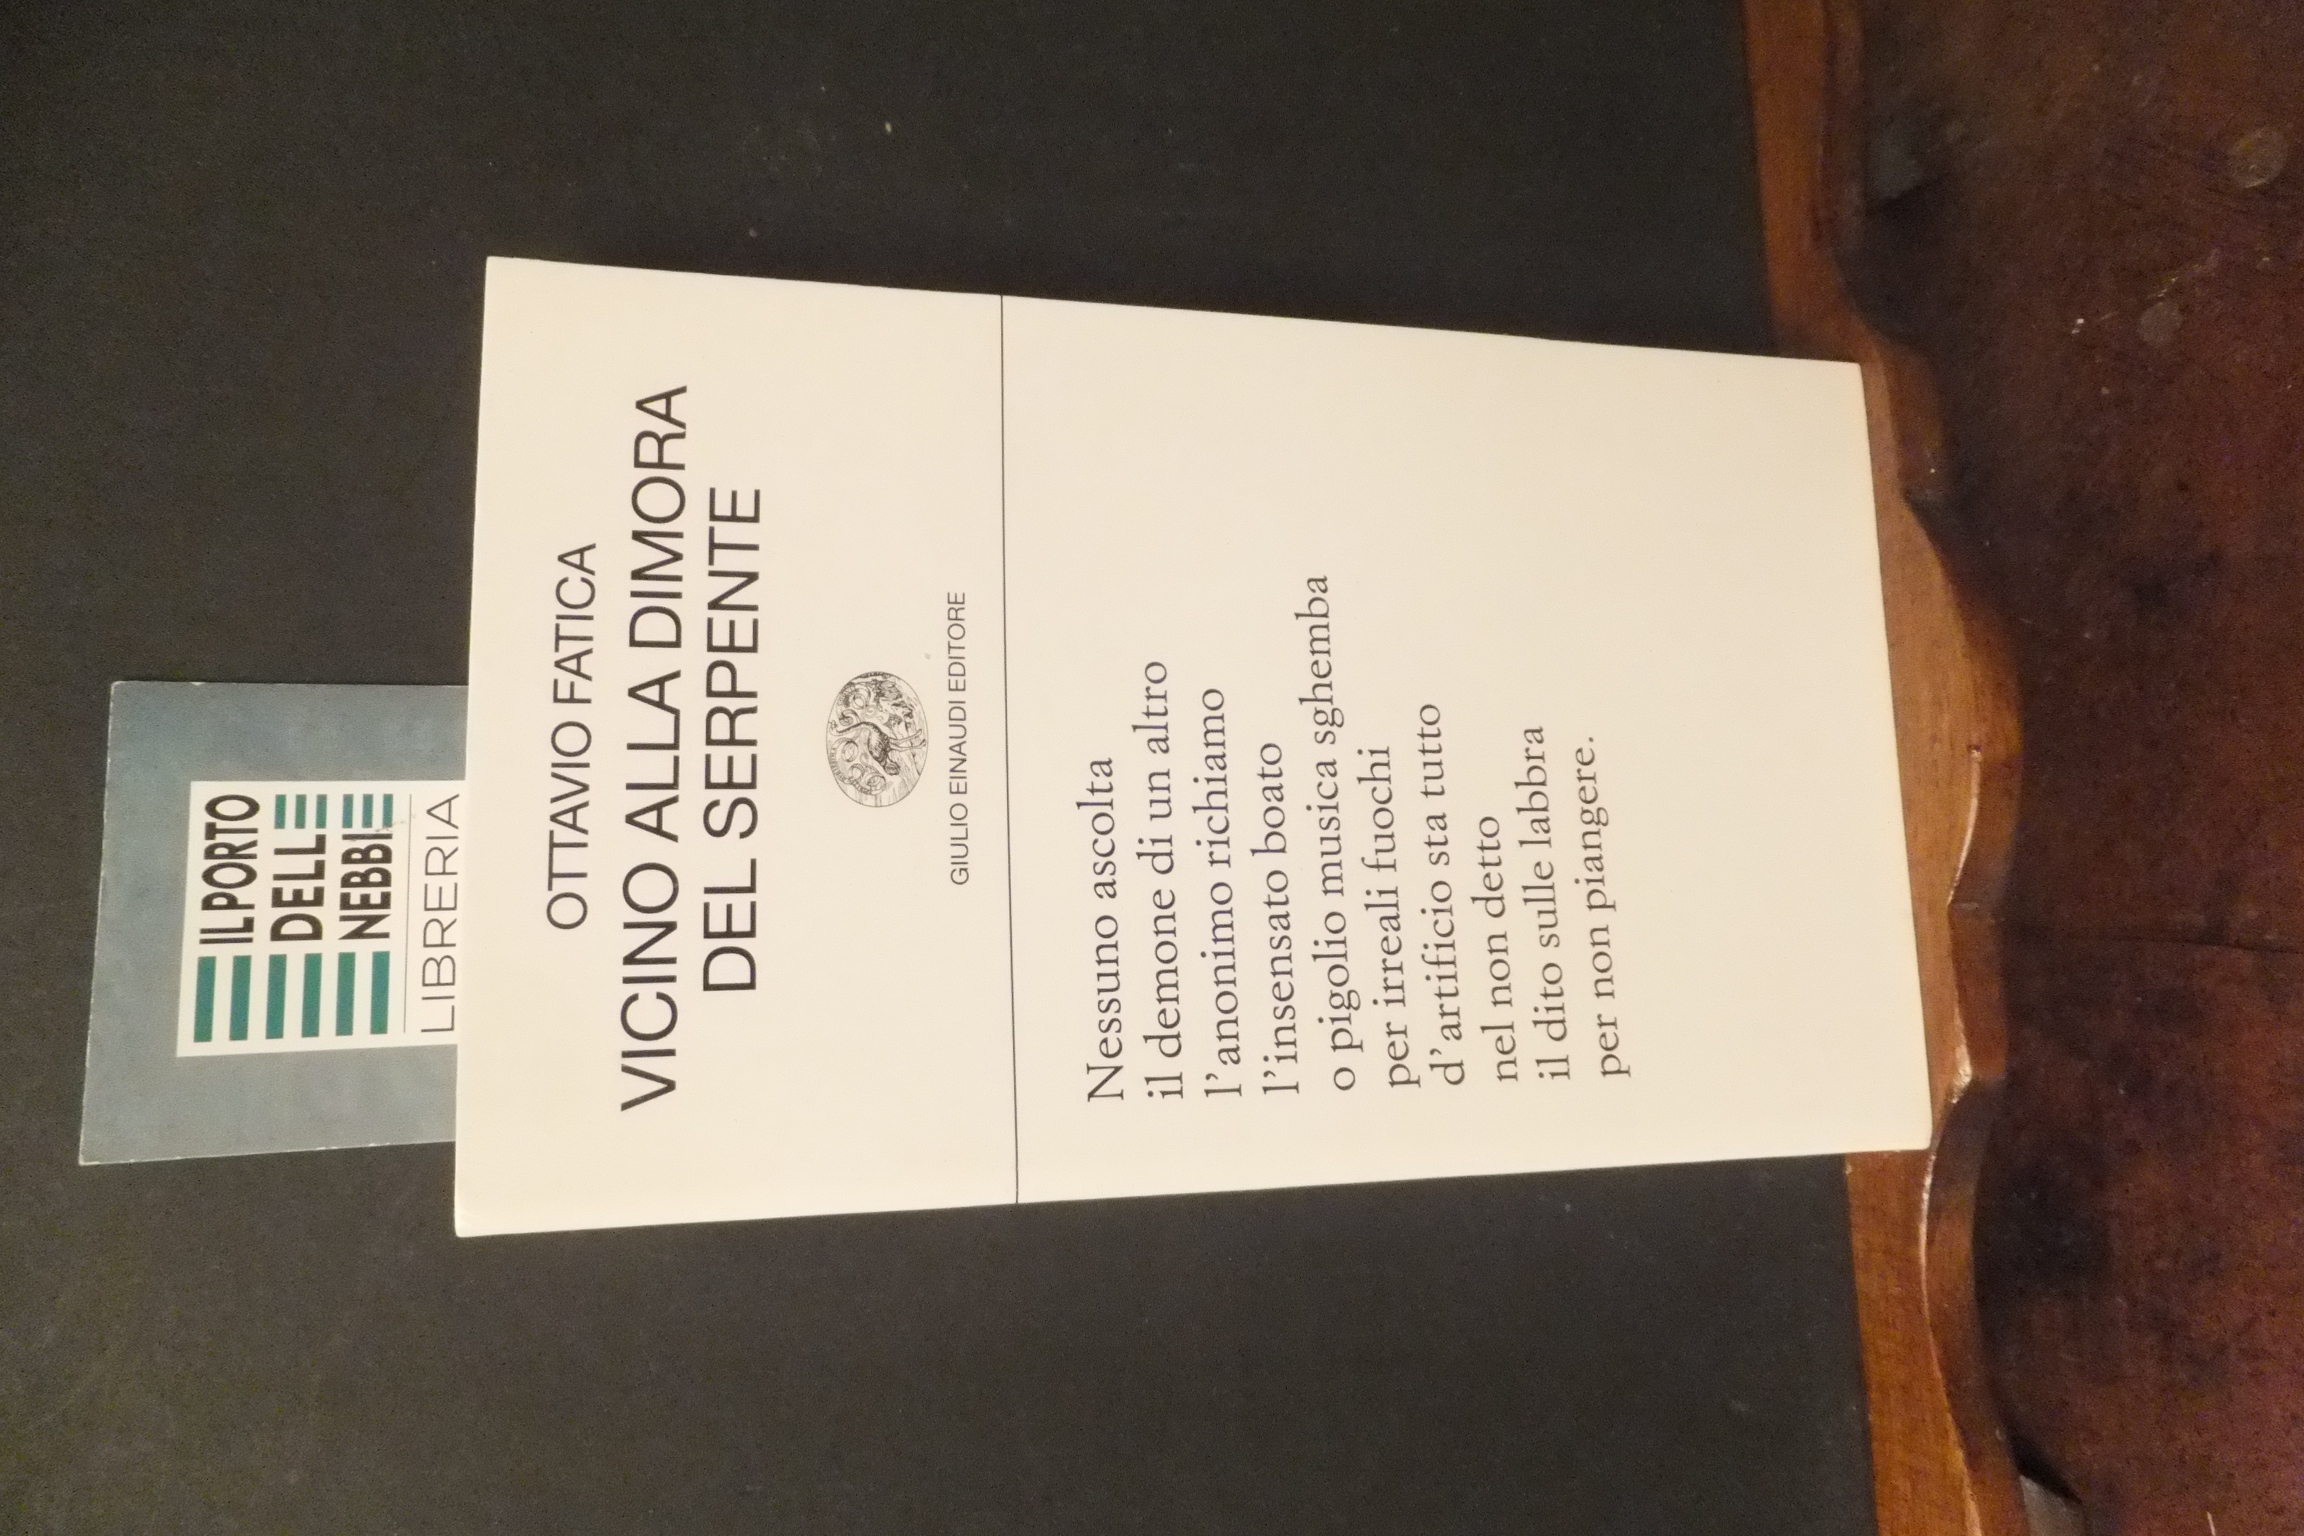 IL PORTO
DELLE
NEBBIE
LIBRERIA
OTTAVIO FATICA
VICINO ALLA DIMORA
DEL SERPENTE
GIULIO EINAUDI EDITORE
Nessuno ascolta
il demone di un altro
l'anonimo richiamo
l'insensato boato
o pigolio musica sghemba
per irreali fuochi
d'artificio sta tutto
nel non detto
il dito sulle labbra
per non piangere.